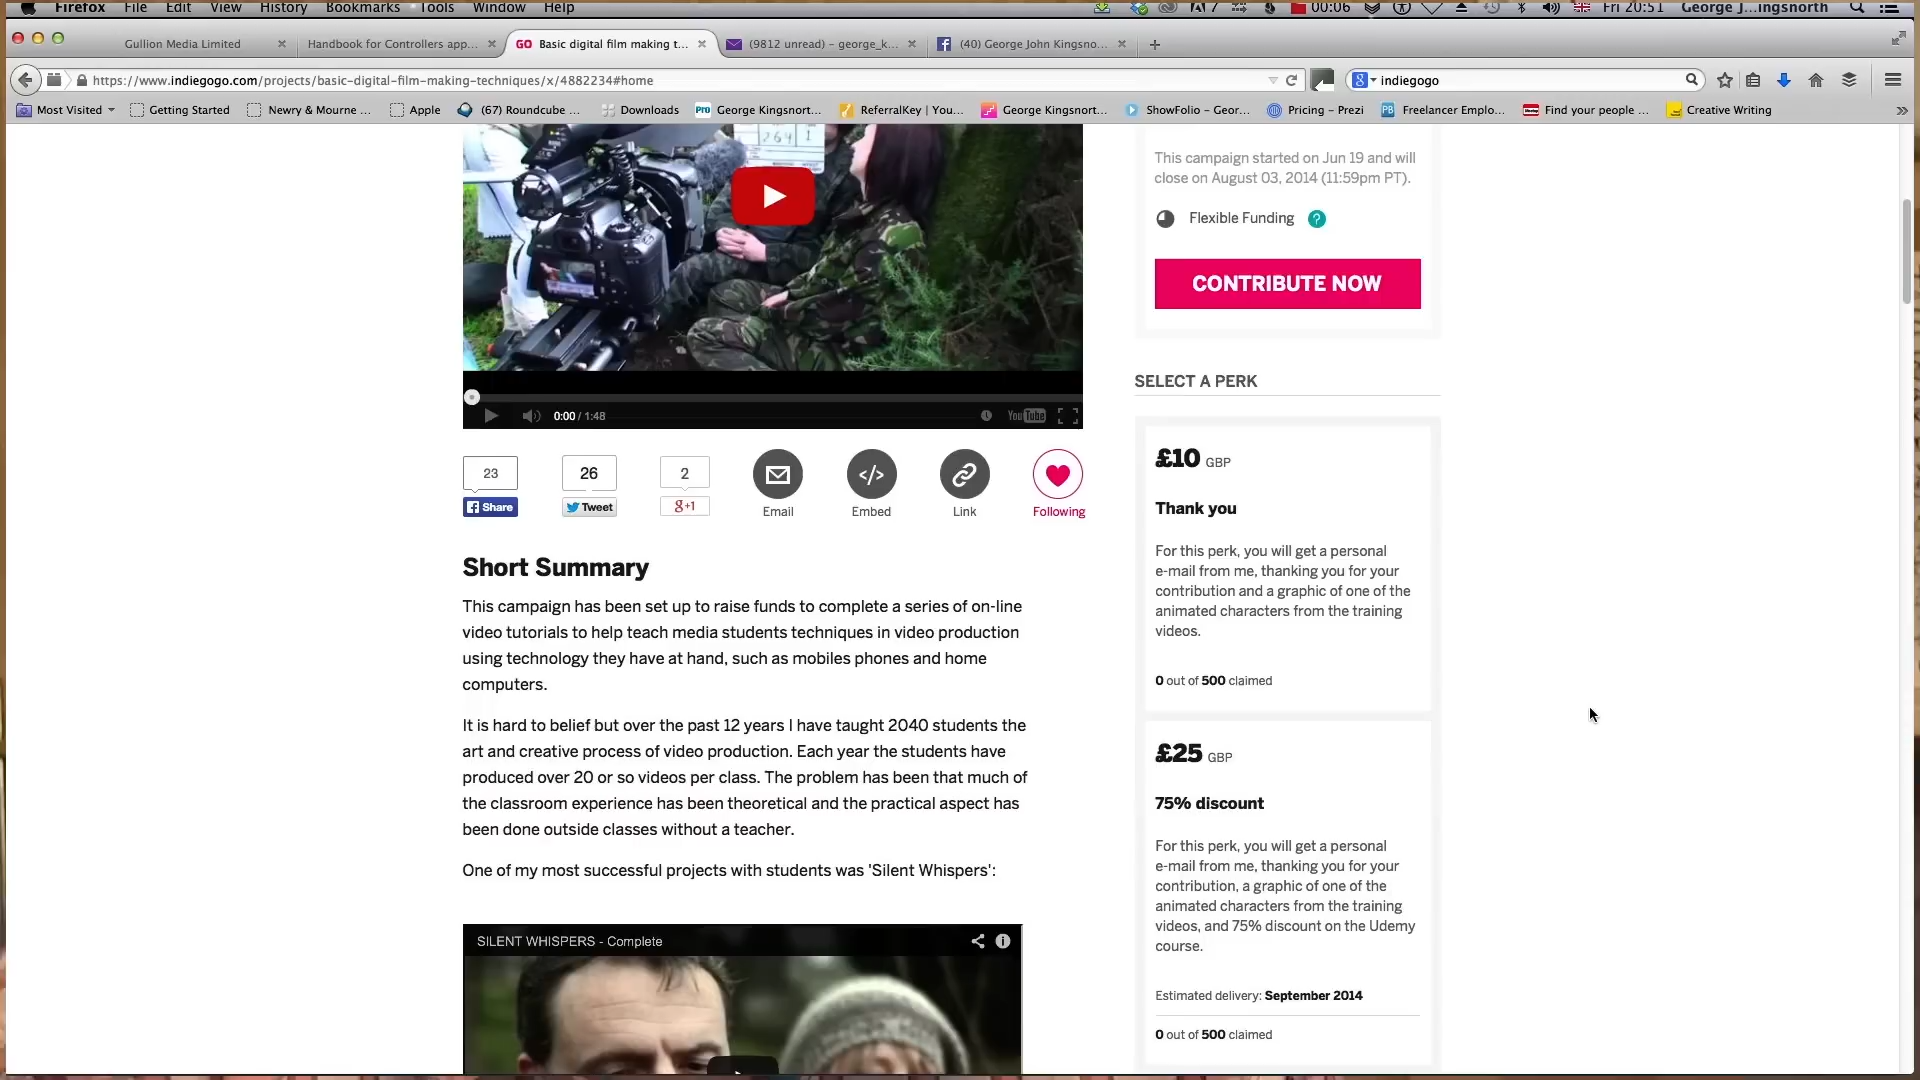 Firefox File Edit View History Bookmarks Tools Window Help 00:06 Fri 20:51 George J...ingsnorth
Gullion Media Limited Handbook for Controllers app... GO Basic digital film making t... (9812 unread) - george_k... (40) George John Kingsno...
https://www.indiegogo.com/projects/basic-digital-film-making-techniques/x/4882234#home indiegogo
Most Visited Getting Started Newry & Mourne ... Apple (67) Roundcube ... Downloads George Kingsnort... ReferralKey | You... George Kingsnort... ShowFolio - Geor... Pricing - Prezi Freelancer Emplo... Find your people ... Creative Writing
264 1
0:00 / 1:48 YouTube
23 26 2
Share Tweet g+1 Email Embed Link Following
Short Summary
This campaign has been set up to raise funds to complete a series of on-line
video tutorials to help teach media students techniques in video production
using technology they have at hand, such as mobiles phones and home
computers.
It is hard to belief but over the past 12 years I have taught 2040 students the
art and creative process of video production. Each year the students have
produced over 20 or so videos per class. The problem has been that much of
the classroom experience has been theoretical and the practical aspect has
been done outside classes without a teacher.
One of my most successful projects with students was 'Silent Whispers':
SILENT WHISPERS - Complete
This campaign started on Jun 19 and will
close on August 03, 2014 (11:59pm PT).
Flexible Funding ?
CONTRIBUTE NOW
SELECT A PERK
£10 GBP
Thank you
For this perk, you will get a personal
e-mail from me, thanking you for your
contribution and a graphic of one of the
animated characters from the training
videos.
0 out of 500 claimed
£25 GBP
75% discount
For this perk, you will get a personal
e-mail from me, thanking you for your
contribution, a graphic of one of the
animated characters from the training
videos, and 75% discount on the Udemy
course.
Estimated delivery: September 2014
0 out of 500 claimed